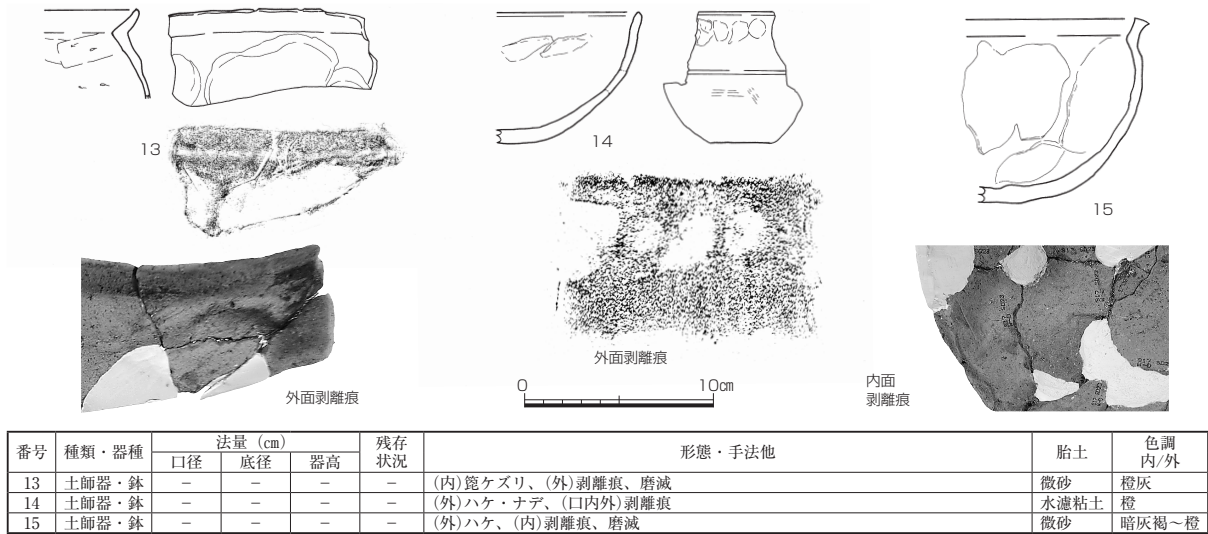 13
14
15
外面剥離痕
外面剥離痕
0 10㎝
内面
剥離痕
番号 種類・器種 法量（㎝） 残存状況 形態・手法他 胎土 色調内/外
口径 底径 器高
13 土師器・鉢 − − − − (内)箆ケズリ、(外)剥離痕、磨滅 微砂 橙灰
14 土師器・鉢 − − − − (外)ハケ・ナデ、(口内外)剥離痕 水濾粘土 橙
15 土師器・鉢 − − − − (外)ハケ、(内)剥離痕、磨滅 微砂 暗灰褐～橙